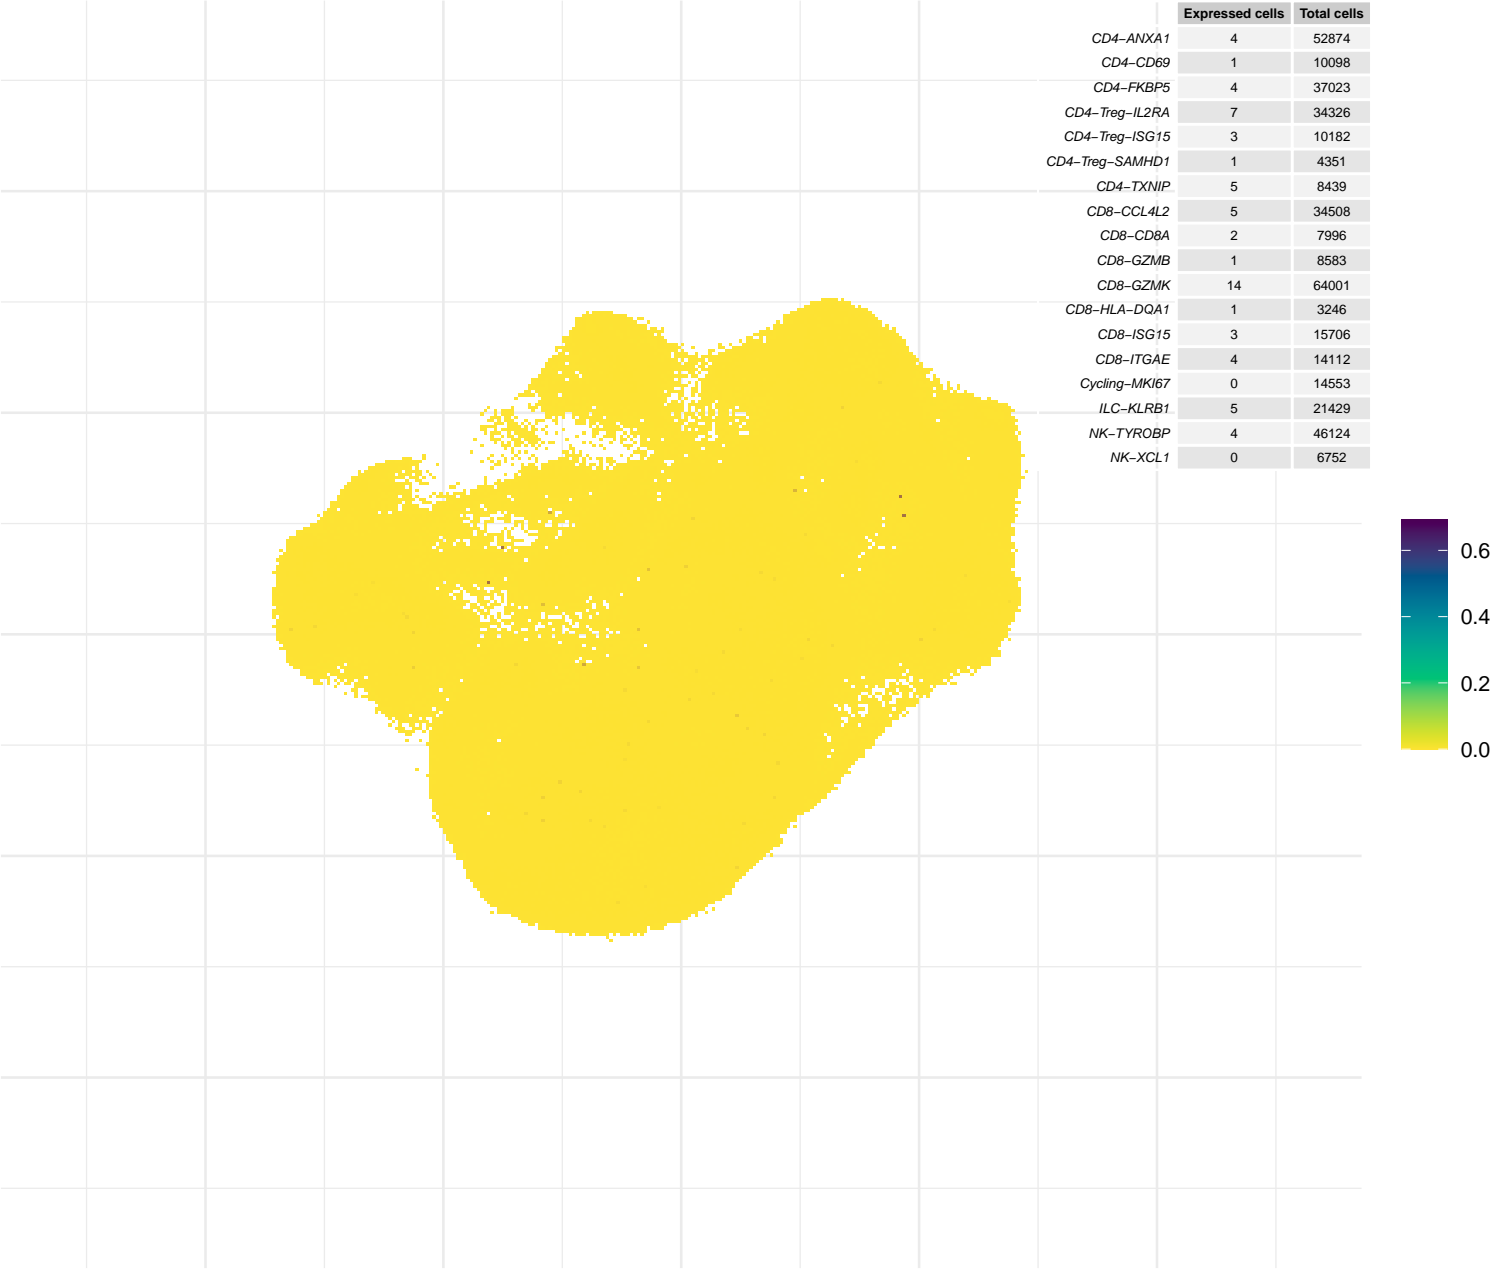 Expressed cells Total cells
CD4−ANXA1 4 52874
CD4−CD69 1 10098
CD4−FKBP5 4 37023
CD4−Treg−IL2RA 7 34326
CD4−Treg−ISG15 3 10182
CD4−Treg−SAMHD1 1 4351
CD4−TXNIP 5 8439
CD8−CCL4L2 5 34508
CD8−CD8A 2 7996
CD8−GZMB 1 8583
CD8−GZMK 14 64001
CD8−HLA−DQA1 1 3246
CD8−ISG15 3 15706
CD8−ITGAE 4 14112
Cycling−MKI67 0 14553
ILC−KLRB1 5 21429
NK−TYROBP 4 46124
NK−XCL1 0 6752
0.6
0.4
0.2
0.0